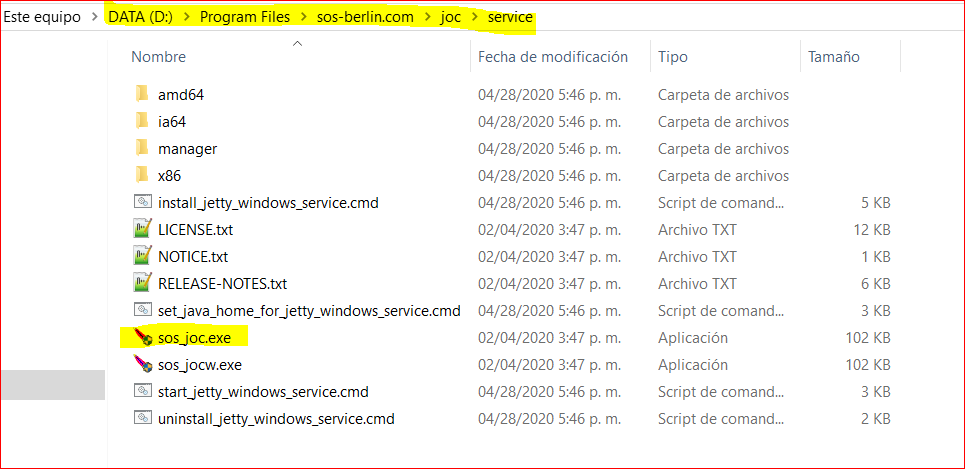 Este equipo > DATA (D:) > Program Files > sos-berlin.com > joc > service
Nombre Fecha de modificación Tipo Tamaño
amd64 04/28/2020 5:46 p. m. Carpeta de archivos
ia64 04/28/2020 5:46 p. m. Carpeta de archivos
manager 04/28/2020 5:46 p. m. Carpeta de archivos
x86 04/28/2020 5:46 p. m. Carpeta de archivos
install_jetty_windows_service.cmd 04/28/2020 5:46 p. m. Script de comand... 5 KB
LICENSE.txt 02/04/2020 3:47 p. m. Archivo TXT 12 KB
NOTICE.txt 02/04/2020 3:47 p. m. Archivo TXT 1 KB
RELEASE-NOTES.txt 02/04/2020 3:47 p. m. Archivo TXT 6 KB
set_java_home_for_jetty_windows_service.cmd 04/28/2020 5:46 p. m. Script de comand... 3 KB
sos_joc.exe 02/04/2020 3:47 p. m. Aplicación 102 KB
sos_jocw.exe 02/04/2020 3:47 p. m. Aplicación 102 KB
start_jetty_windows_service.cmd 04/28/2020 5:46 p. m. Script de comand... 3 KB
uninstall_jetty_windows_service.cmd 04/28/2020 5:46 p. m. Script de comand... 2 KB